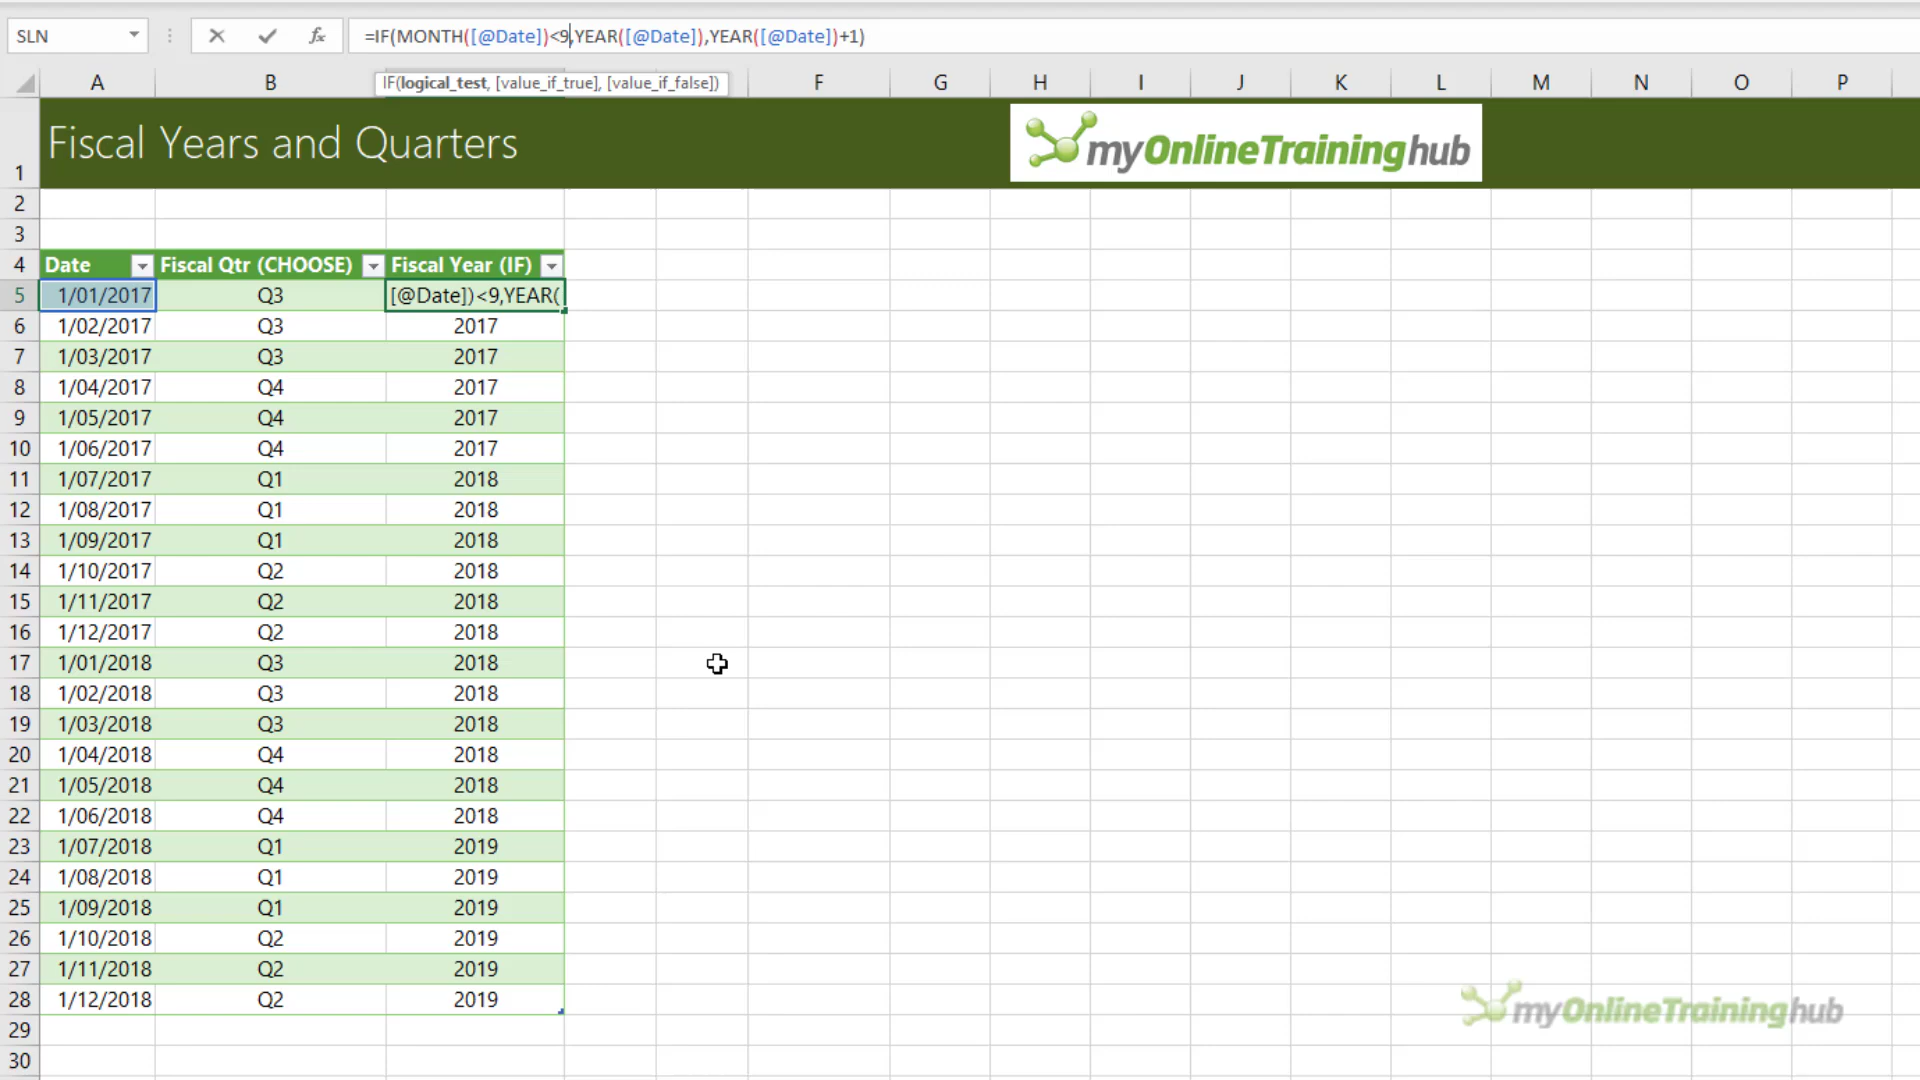 SLN fx =IF(MONTH([@Date])<9,YEAR([@Date]),YEAR([@Date])+1)
IF(logical_test, [value_if_true], [value_if_false])
A B F G H I J K L M N O P
1 Fiscal Years and Quarters myOnlineTraininghub
2
3
4 Date Fiscal Qtr (CHOOSE) Fiscal Year (IF)
5 1/01/2017 Q3 [@Date])<9,YEAR(
6 1/02/2017 Q3 2017
7 1/03/2017 Q3 2017
8 1/04/2017 Q4 2017
9 1/05/2017 Q4 2017
10 1/06/2017 Q4 2017
11 1/07/2017 Q1 2018
12 1/08/2017 Q1 2018
13 1/09/2017 Q1 2018
14 1/10/2017 Q2 2018
15 1/11/2017 Q2 2018
16 1/12/2017 Q2 2018
17 1/01/2018 Q3 2018
18 1/02/2018 Q3 2018
19 1/03/2018 Q3 2018
20 1/04/2018 Q4 2018
21 1/05/2018 Q4 2018
22 1/06/2018 Q4 2018
23 1/07/2018 Q1 2019
24 1/08/2018 Q1 2019
25 1/09/2018 Q1 2019
26 1/10/2018 Q2 2019
27 1/11/2018 Q2 2019
28 1/12/2018 Q2 2019
myOnlineTraininghub
29
30